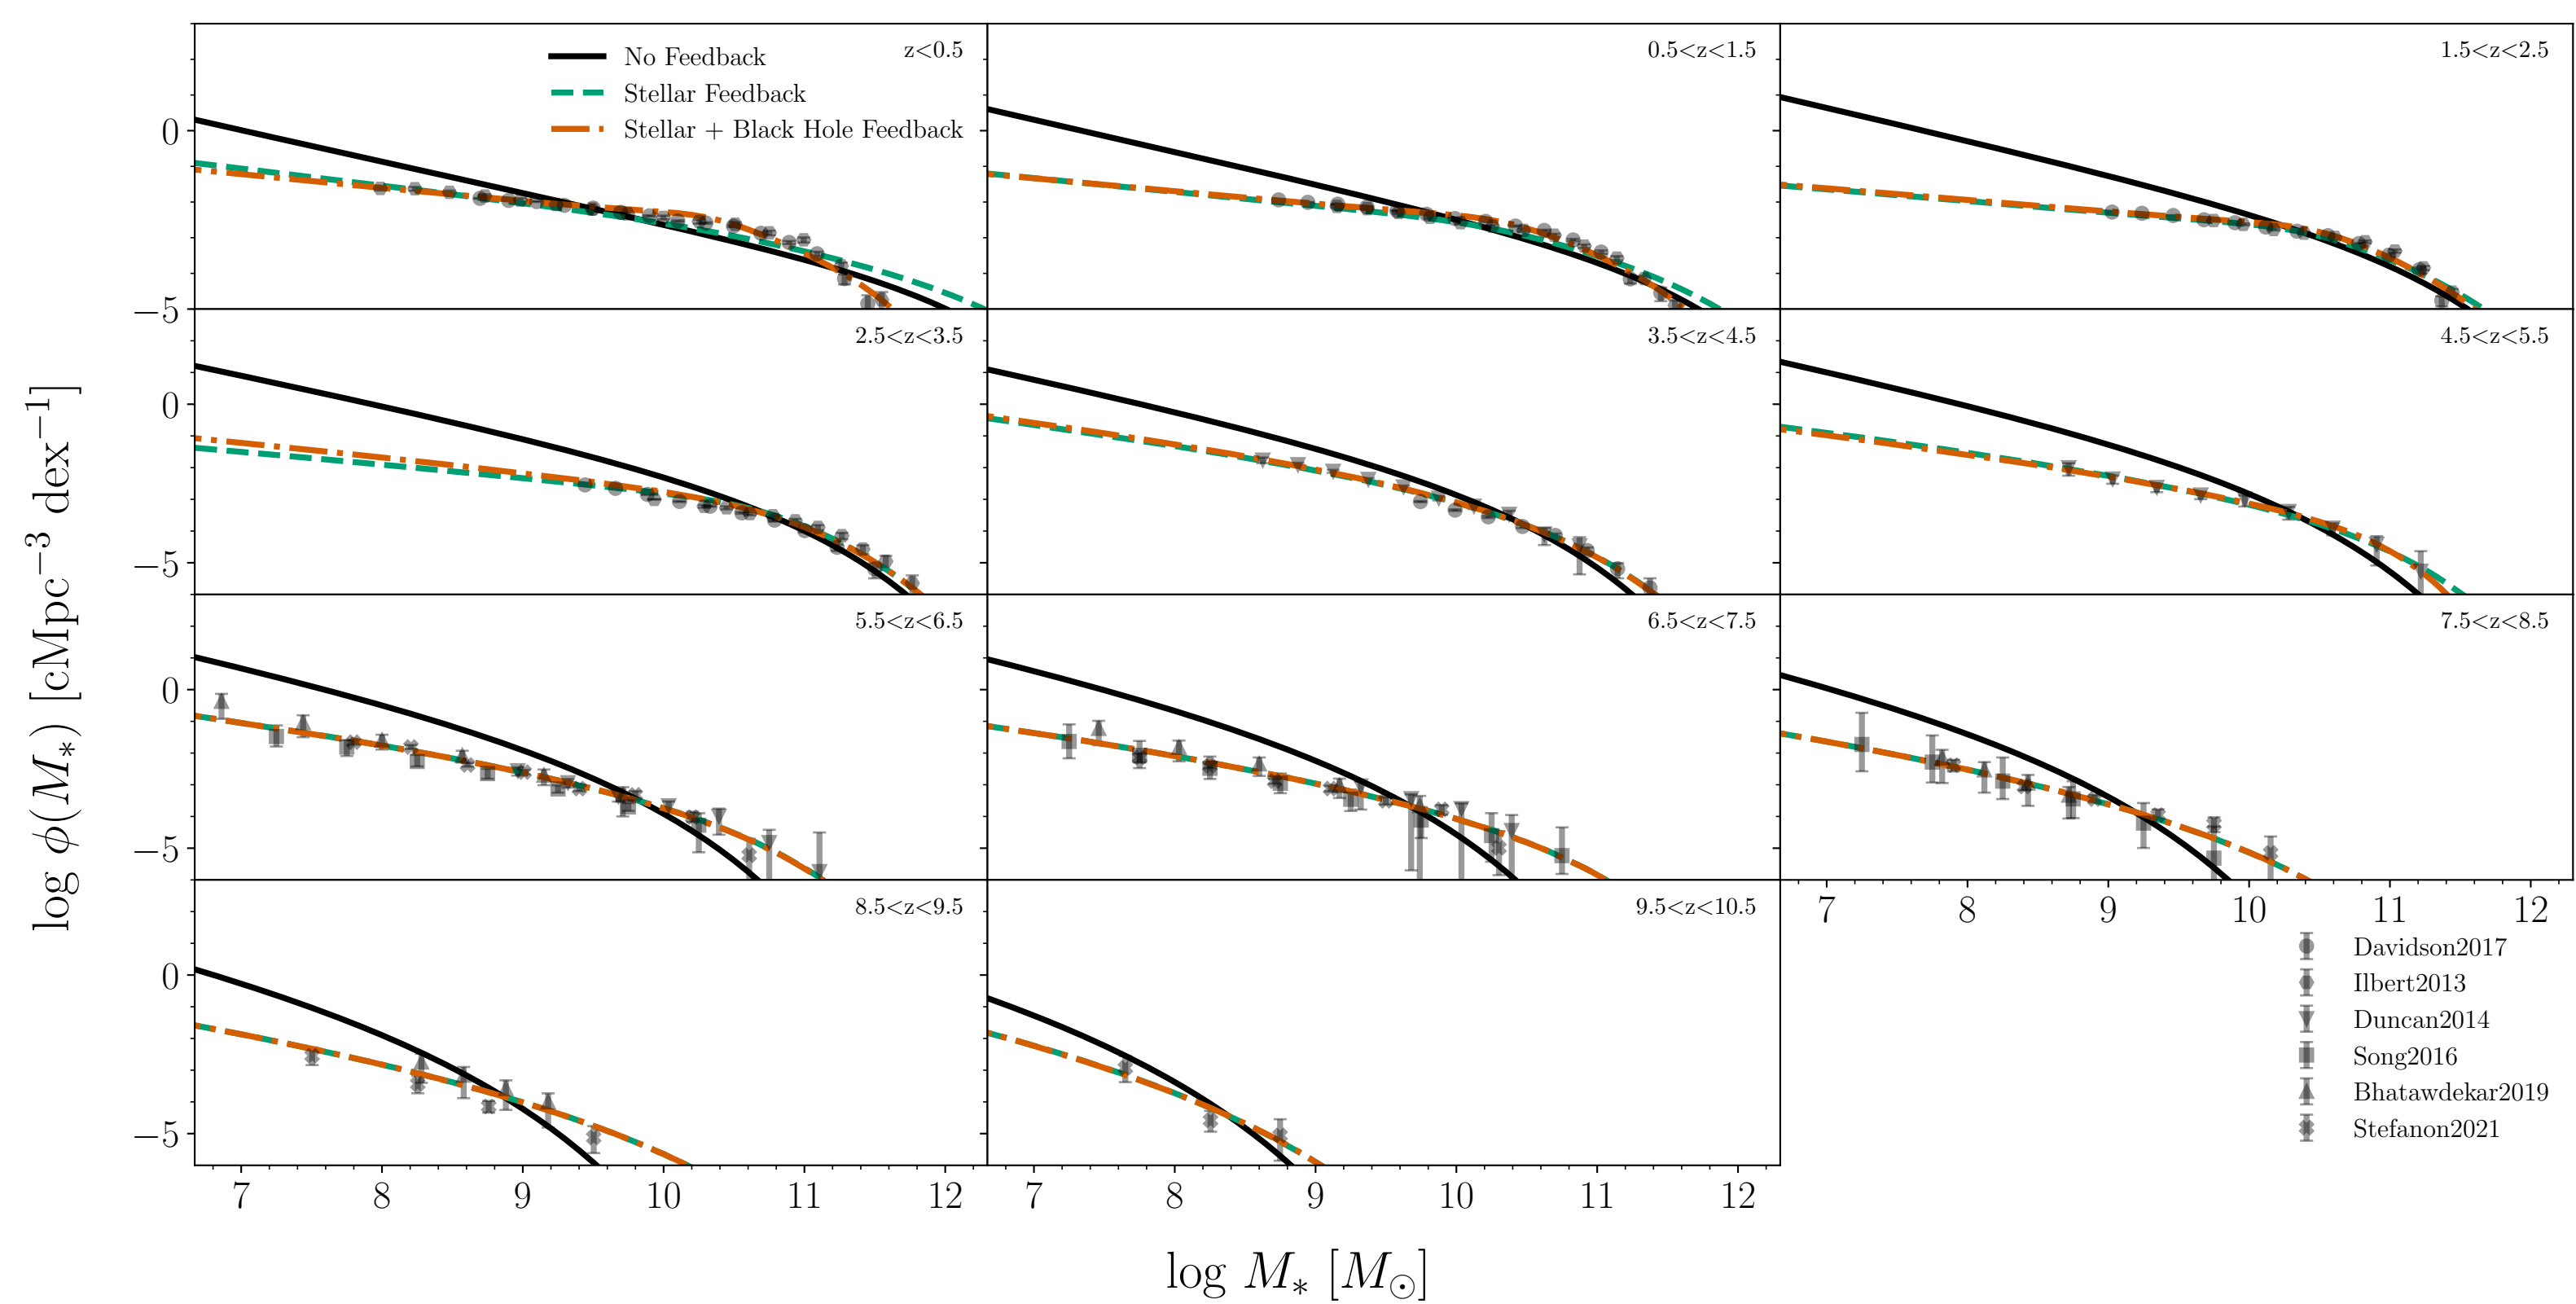 No Feedback
Stellar Feedback
Stellar + Black Hole Feedback
z<0.5
0.5<z<1.5
1.5<z<2.5
0
−5
2.5<z<3.5
3.5<z<4.5
4.5<z<5.5
0
−5
5.5<z<6.5
6.5<z<7.5
7.5<z<8.5
0
−5
7 8 9 10 11 12
8.5<z<9.5
9.5<z<10.5
0
−5
Davidson2017
Ilbert2013
Duncan2014
Song2016
Bhatawdekar2019
Stefanon2021
7 8 9 10 11 12
7 8 9 10 11 12
log ϕ(M∗) [cMpc⁻³ dex⁻¹]
log M∗ [M⊙]